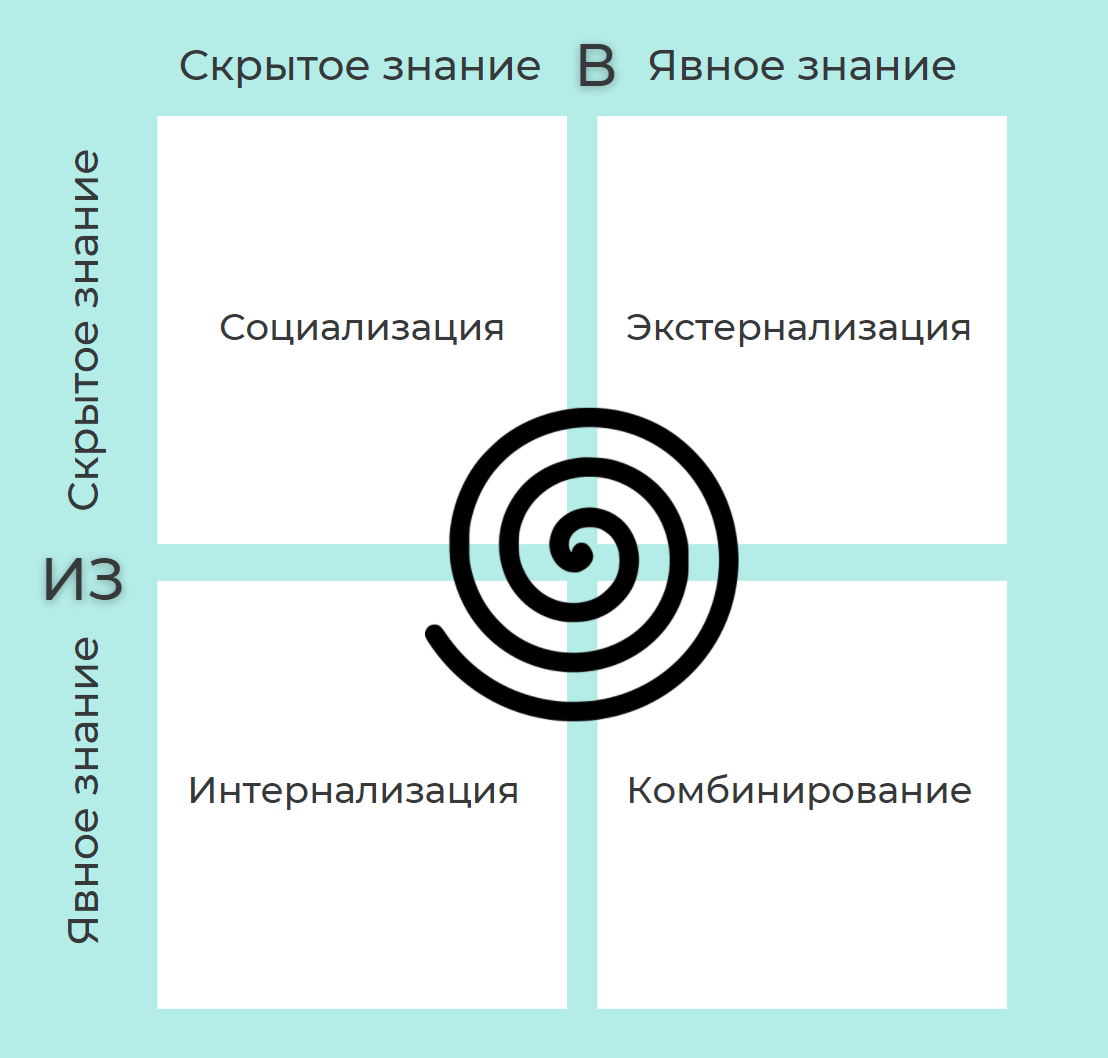 Скрытое знание В Явное знание
Скрытое знание
Социализация
Экстернализация
ИЗ
Явное знание
Интернализация
Комбинирование